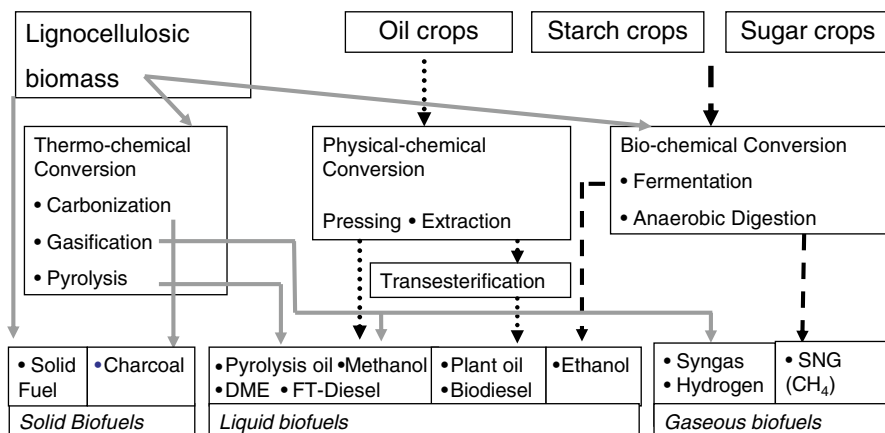 Lignocellulosic
biomass
Oil crops
Starch crops
Sugar crops
Thermo-chemical
Conversion
• Carbonization
• Gasification
• Pyrolysis
Physical-chemical
Conversion
Pressing • Extraction
Bio-chemical Conversion
• Fermentation
• Anaerobic Digestion
Transesterification
• Solid
Fuel
• Charcoal
Solid Biofuels
• Pyrolysis oil • Methanol
• DME • FT-Diesel
• Plant oil
• Biodiesel
• Ethanol
Liquid biofuels
• Syngas
• Hydrogen
• SNG
(CH₄)
Gaseous biofuels